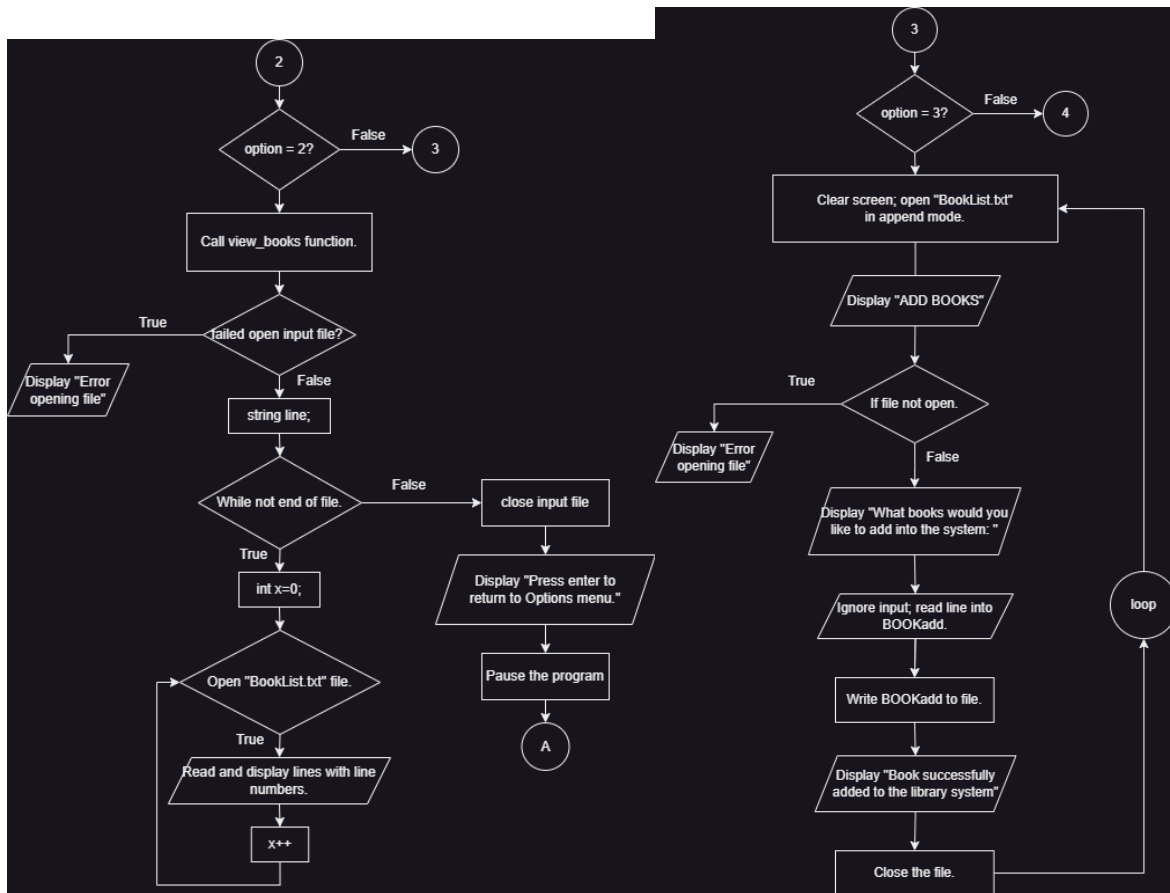 2
option = 2?
False
3
Call view_books function.
failed open input file?
True
Display "Error
opening file"
False
string line;
While not end of file.
False
close input file
Display "Press enter to
return to Options menu."
Pause the program
A
True
int x=0;
Open "BookList.txt" file.
True
Read and display lines with line
numbers.
x++
3
option = 3?
False
4
Clear screen; open "BookList.txt"
in append mode.
Display "ADD BOOKS"
If file not open.
True
Display "Error
opening file"
False
Display "What books would you
like to add into the system: "
Ignore input; read line into
BOOKadd.
Write BOOKadd to file.
Display "Book successfully
added to the library system"
Close the file.
loop